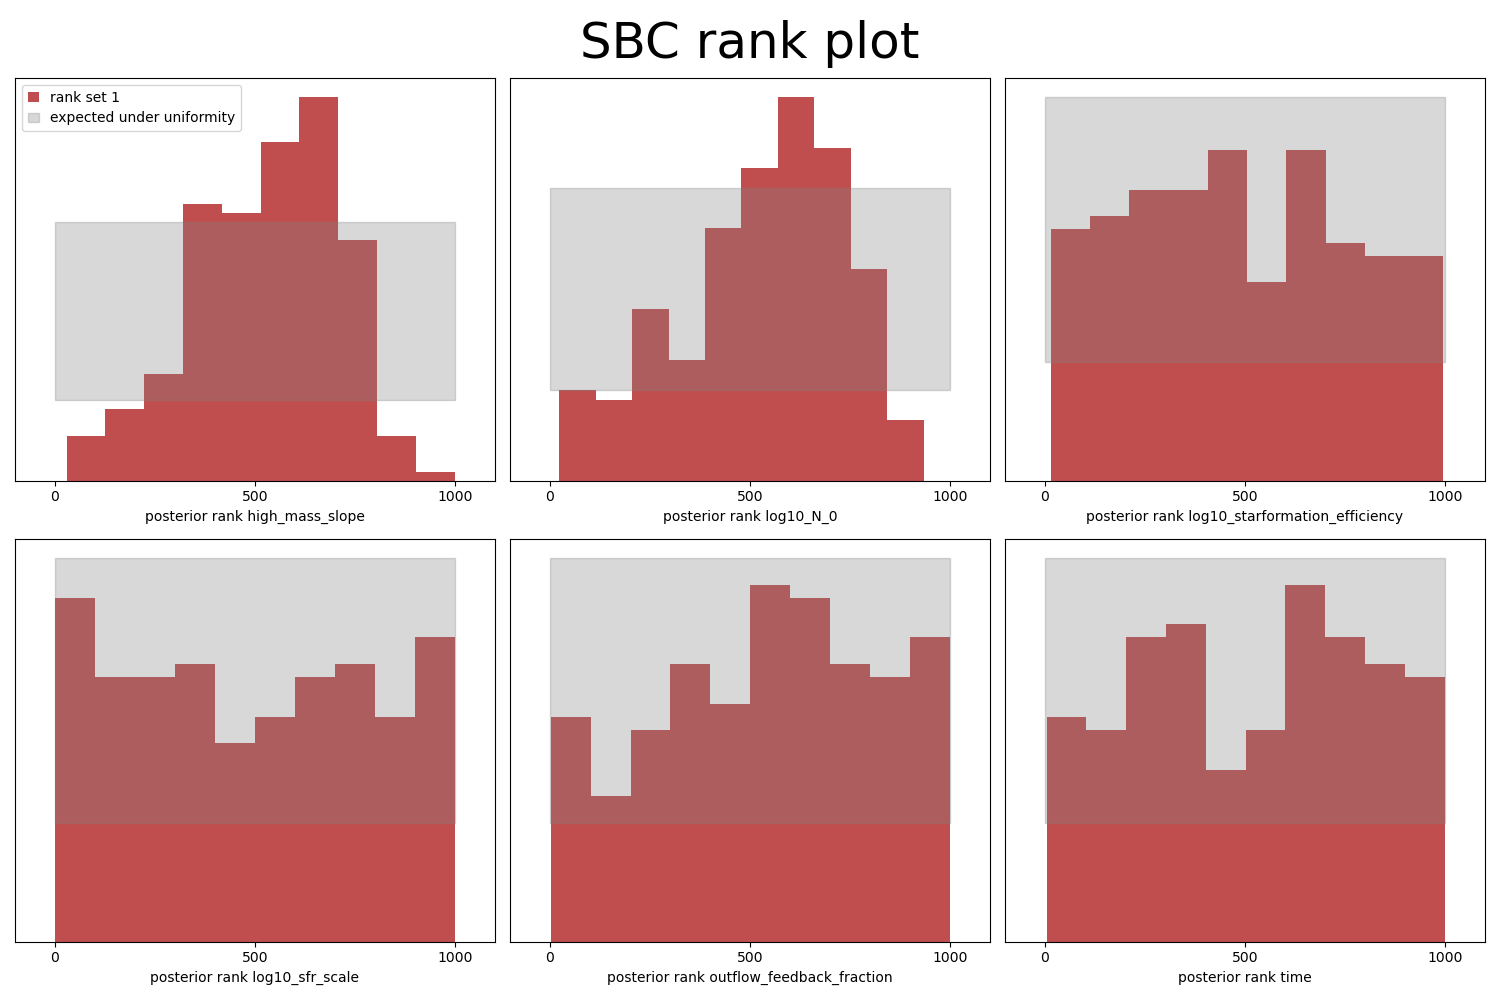 SBC rank plot
rank set 1
expected under uniformity
0 500 1000
posterior rank high_mass_slope
0 500 1000
posterior rank log10_N_0
0 500 1000
posterior rank log10_starformation_efficiency
0 500 1000
posterior rank log10_sfr_scale
0 500 1000
posterior rank outflow_feedback_fraction
0 500 1000
posterior rank time